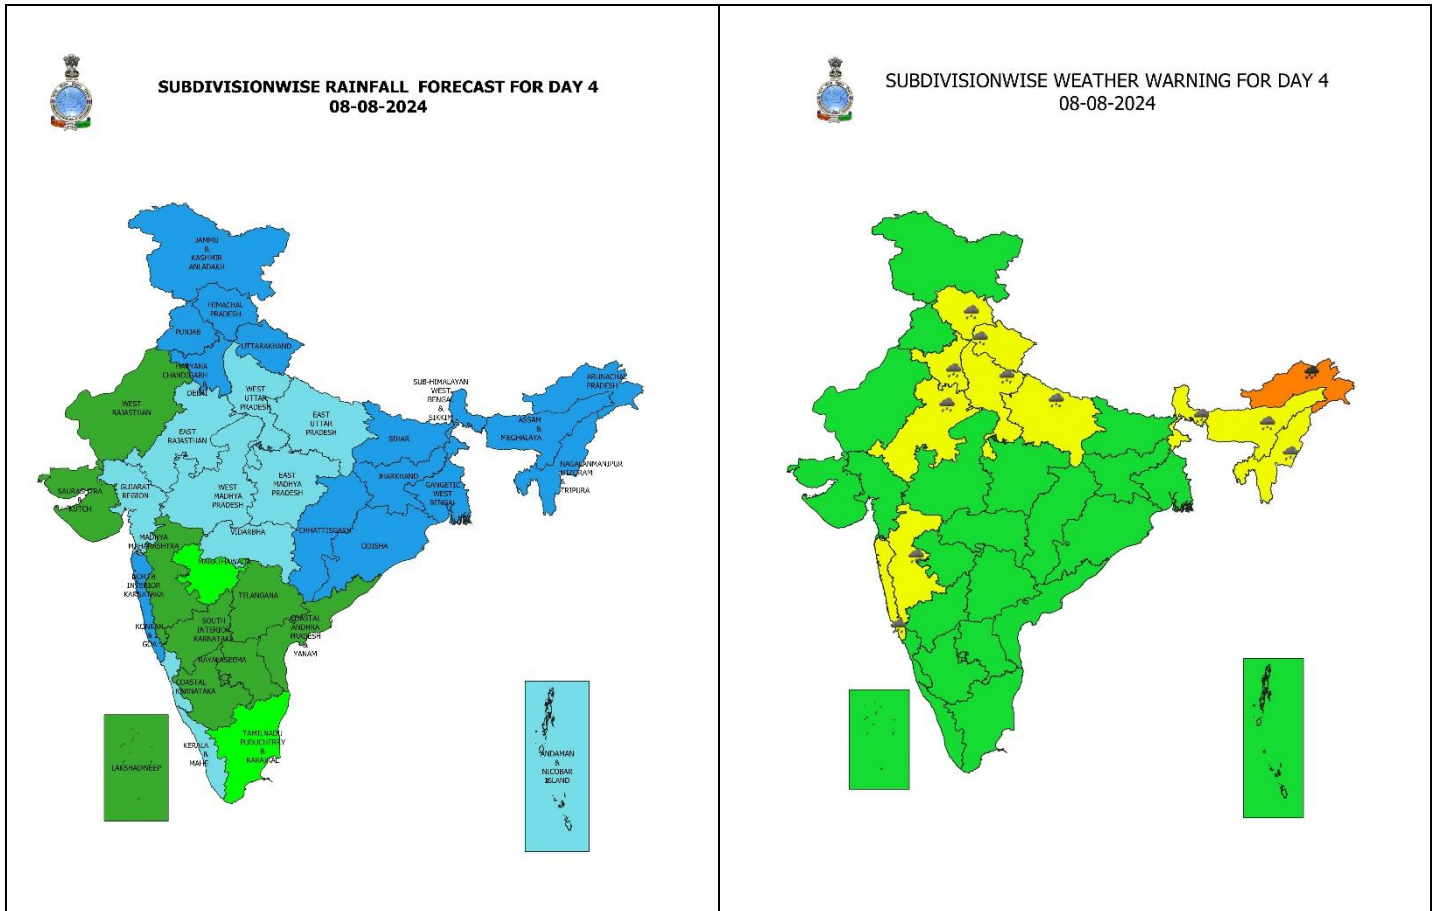 SUBDIVISIONWISE RAINFALL FORECAST FOR DAY 4
08-08-2024
JAMMU
&
KASHMIR
ANLADAKH
HIMACHAL
PRADESH
PUNJAB
UTTARAKHAND
HARYANA
CHANDIGARH
&
DELHI
WEST
RAJASTHAN
WEST
UTTAR
PRADESH
EAST
UTTAR
PRADESH
EAST
RAJASTHAN
SUB-HIMALAYAN
WEST
BENGAL
&
SIKKIM
ARUNACHAL
PRADESH
ASSAM
&
MEGHALAYA
NAGALANMANIPUR
MIZORAM
&
TRIPURA
BIHAR
JHARKHAND
GANGETIC
WEST
BENGAL
SAURASHTRA
&
KUTCH
GUJARAT
REGION
WEST
MADHYA
PRADESH
EAST
MADHYA
PRADESH
VIDARBHA
CHHATTISGARH
ODISHA
MADHYA
MAHARASHTRA
MARATHAWADA
NORTH
INTERIOR
KARNATAKA
TELANGANA
KONKAN
&
GOA
SOUTH
INTERIOR
KARNATAKA
COASTAL
ANDHRA
PRADESH
&
YANAM
RAYALASEEMA
COASTAL
KARNATAKA
TAMILNADU
PUDUCHERRY
&
KARAIKAL
KERALA
&
MAHE
LAKSHADWEEP
ANDAMAN
&
NICOBAR
ISLAND
SUBDIVISIONWISE WEATHER WARNING FOR DAY 4
08-08-2024